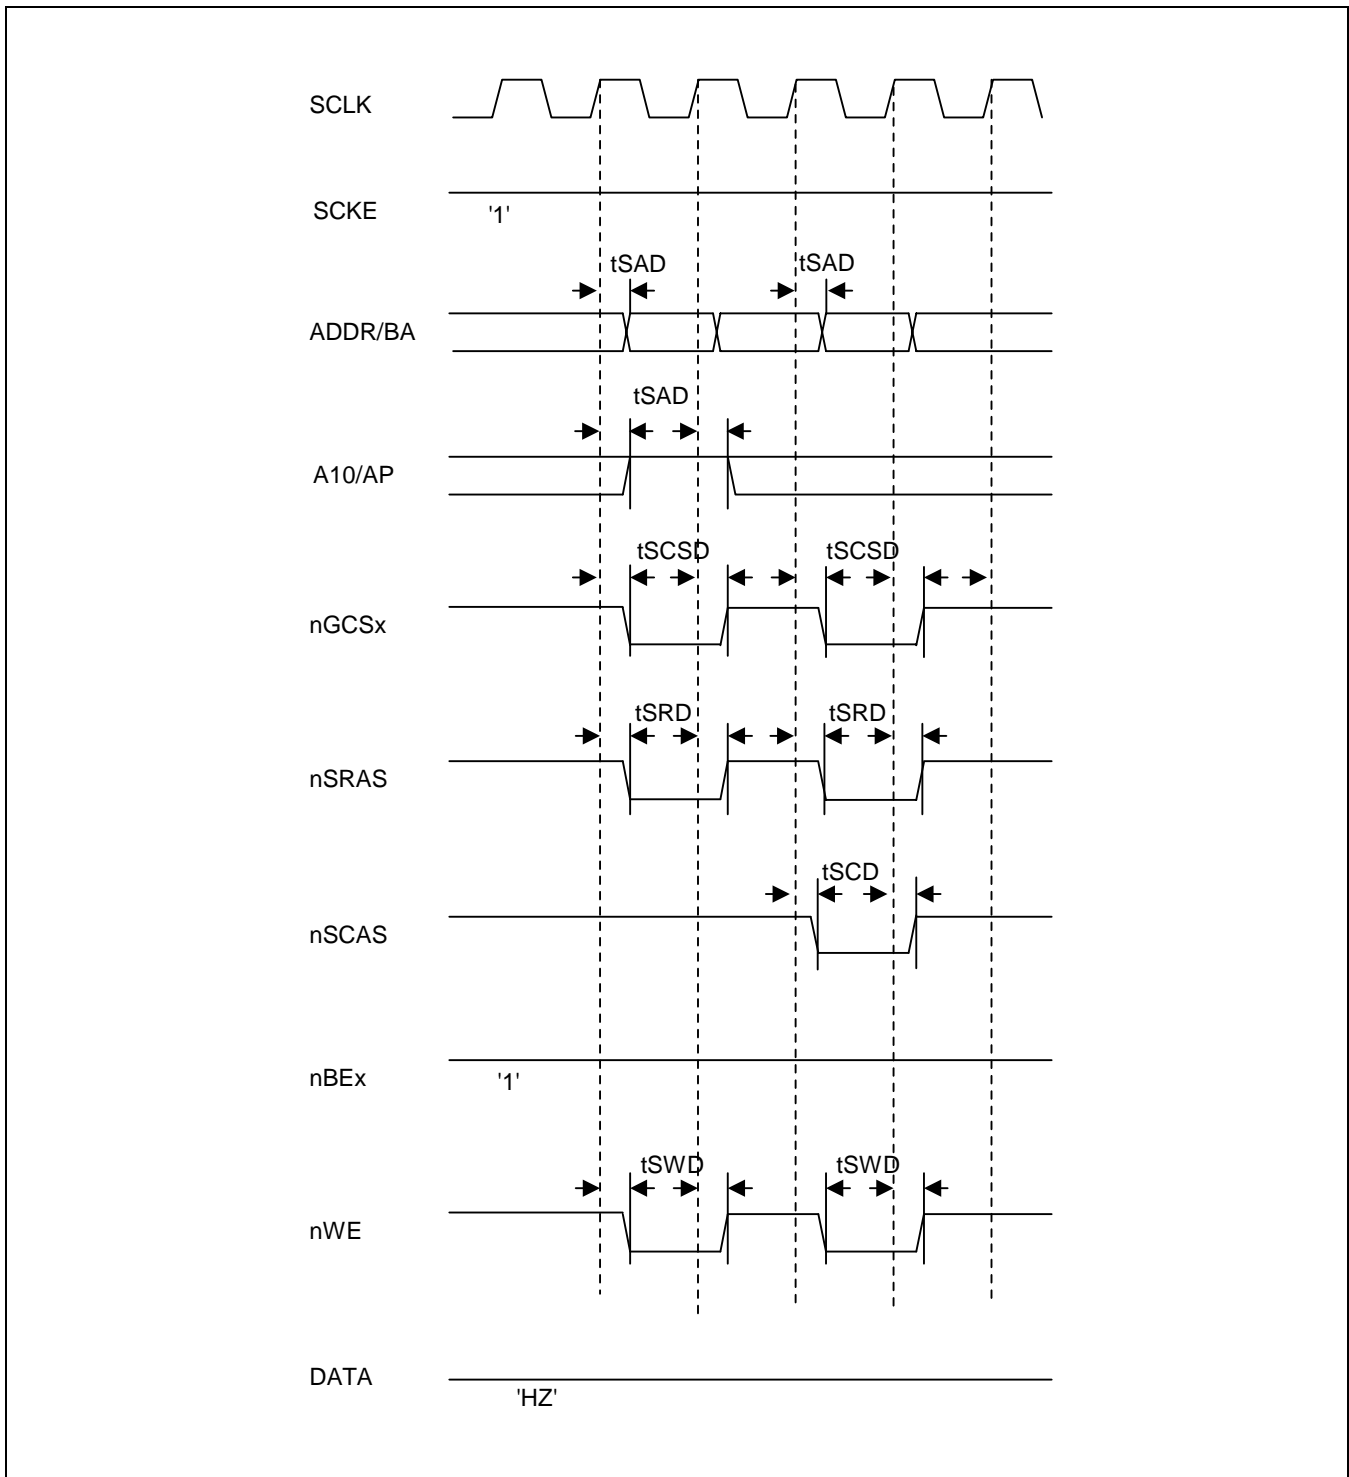 SCLK
SCKE
'1'
tSAD
tSAD
ADDR/BA
tSAD
A10/AP
tSCSD
tSCSD
nGCSx
tSRD
tSRD
nSRAS
tSCD
nSCAS
nBEx
'1'
tSWD
tSWD
nWE
DATA
'HZ'